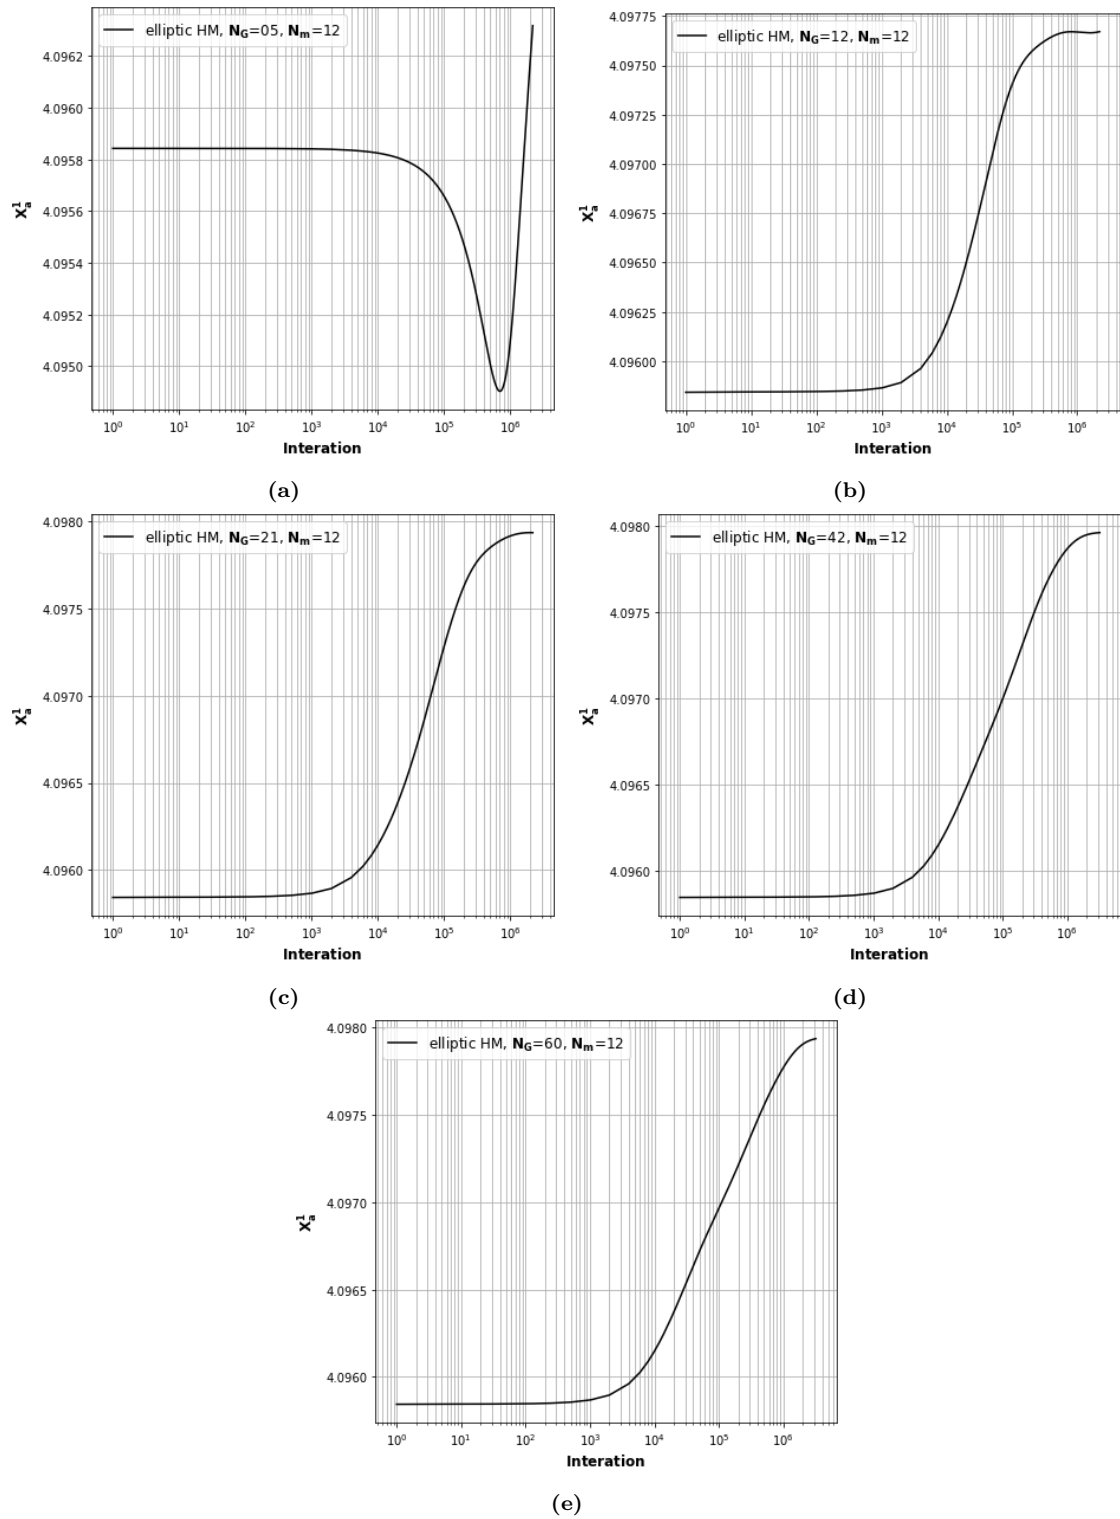 elliptic HM, N_G=05, N_m=12
4.0962
4.0960
4.0958
4.0956
4.0954
4.0952
4.0950
X_a^1
10^0 10^1 10^2 10^3 10^4 10^5 10^6
Interation
(a)
elliptic HM, N_G=12, N_m=12
4.09775
4.09750
4.09725
4.09700
4.09675
4.09650
4.09625
4.09600
X_a^1
10^0 10^1 10^2 10^3 10^4 10^5 10^6
Interation
(b)
elliptic HM, N_G=21, N_m=12
4.0980
4.0975
4.0970
4.0965
4.0960
X_a^1
10^0 10^1 10^2 10^3 10^4 10^5 10^6
Interation
(c)
elliptic HM, N_G=42, N_m=12
4.0980
4.0975
4.0970
4.0965
4.0960
X_a^1
10^0 10^1 10^2 10^3 10^4 10^5 10^6
Interation
(d)
elliptic HM, N_G=60, N_m=12
4.0980
4.0975
4.0970
4.0965
4.0960
X_a^1
10^0 10^1 10^2 10^3 10^4 10^5 10^6
Interation
(e)